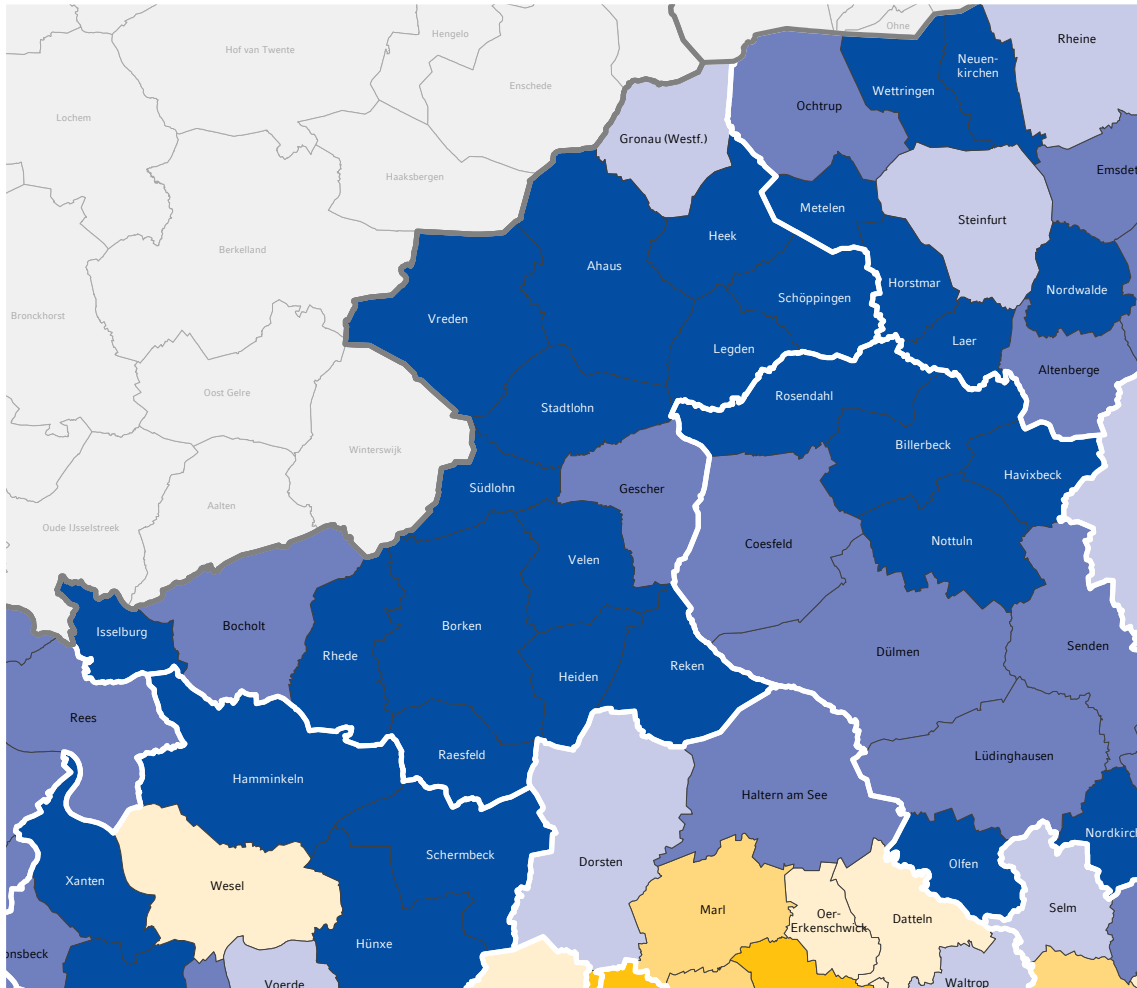 Ohne
Hengelo
Rheine
Hof van Twente
Neuen-
kirchen
Enschede
Wettringen
Ochtrup
Lochem
Gronau (Westf.)
Emsdet
Haaksbergen
Metelen
Steinfurt
Heek
Berkelland
Ahaus
Horstmar
Nordwalde
Schöppingen
Bronckhorst
Vreden
Laer
Legden
Altenberge
Oost Gelre
Rosendahl
Stadtlohn
Billerbeck
Winterswijk
Havixbeck
Südlohn
Gescher
Aalten
Oude IJsselstreek
Nottuln
Coesfeld
Velen
Isselburg
Bocholt
Borken
Senden
Dülmen
Rhede
Reken
Heiden
Rees
Raesfeld
Lüdinghausen
Hamminkeln
Haltern am See
Nordkirch
Schermbeck
Dorsten
Olfen
Xanten
Wesel
Selm
Marl
Oer-
Erkenschwick
Datteln
Hünxe
onsbeck
Waltrop
Voerde